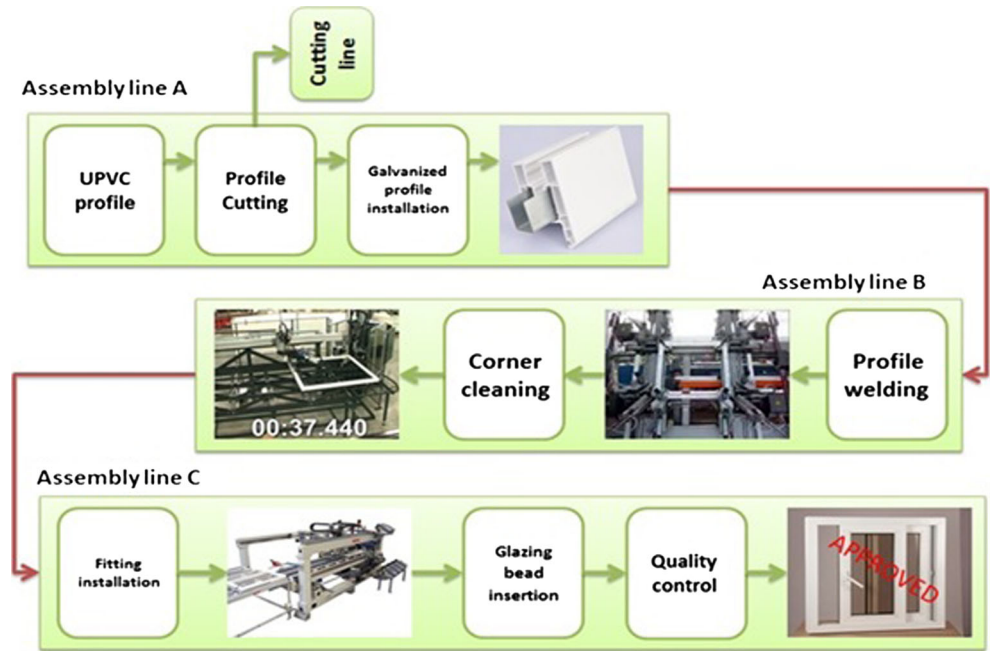 Cutting
line
Assembly line A
UPVC
profile
Profile
Cutting
Galvanized
profile
installation
Assembly line B
Profile
welding
Corner
cleaning
00:37.440
Assembly line C
Fitting
installation
Glazing
bead
insertion
Quality
control
APPROVED